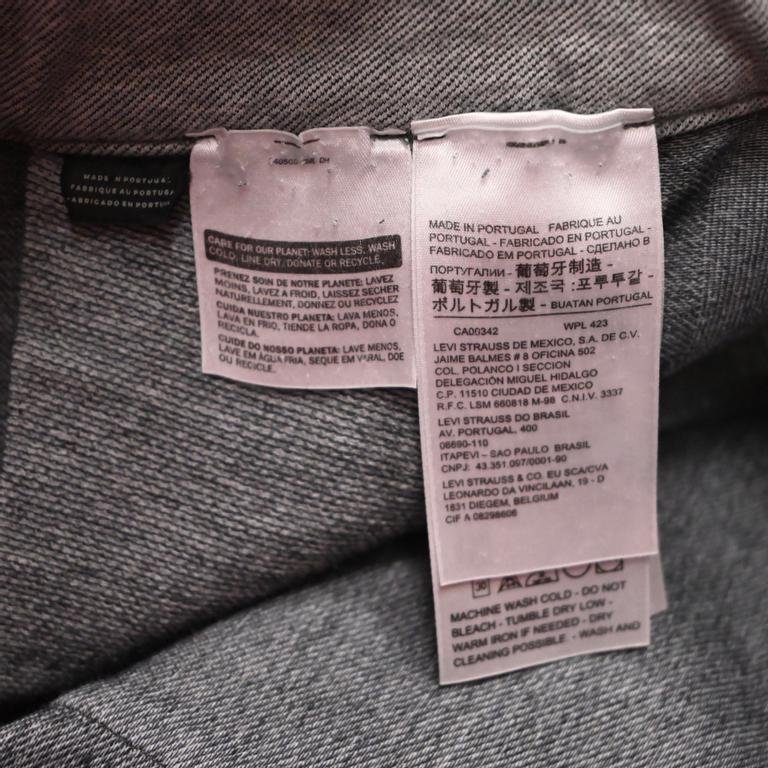 MADE IN PORTUGAL
FABRIQUE AU PORTUGAL
FABRICADO EN PORTUGAL
CARE FOR OUR PLANET: WASH LESS, WASH
COLD, LINE DRY, DONATE OR RECYCLE.
PRENEZ SOIN DE NOTRE PLANETE: LAVEZ
MOINS, LAVEZ A FROID, LAISSEZ SECHER
NATURELLEMENT, DONNEZ OU RECYCLEZ
CUIDA NUESTRO PLANETA: LAVA MENOS,
LAVA EN FRIO, TIENDE LA ROPA, DONA O
RECICLA.
CUIDE DO NOSSO PLANETA: LAVE MENOS,
LAVE EM ÁGUA FRIA, SEQUE EM VARAL, DOE
OU RECICLE.
MADE IN PORTUGAL FABRIQUE AU
PORTUGAL - FABRICADO EN PORTUGAL -
FABRICADO EM PORTUGAL - СДЕЛАНО В
ПОРТУГАЛИИ - 葡萄牙制造 -
葡萄牙製 - 제조국 :포루투갈 -
ポルトガル製 - BUATAN PORTUGAL
CA00342 WPL 423
LEVI STRAUSS DE MEXICO, S.A. DE C.V.
JAIME BALMES # 8 OFICINA 502
COL. POLANCO I SECCION
DELEGACIÓN MIGUEL HIDALGO
C.P. 11510 CIUDAD DE MEXICO
R.F.C. LSM 660818 M-98 C.N.I.V. 3337
LEVI STRAUSS DO BRASIL
AV. PORTUGAL, 400
06690-110
ITAPEVI - SAO PAULO BRASIL
CNPJ: 43.351.097/0001-90
LEVI STRAUSS & CO. EU SCA/CVA
LEONARDO DA VINCILAAN, 19 - D
1831 DIEGEM, BELGIUM
CIF A 08298606
30
MACHINE WASH COLD - DO NOT
BLEACH - TUMBLE DRY LOW -
WARM IRON IF NEEDED - DRY
CLEANING POSSIBLE - WASH AND